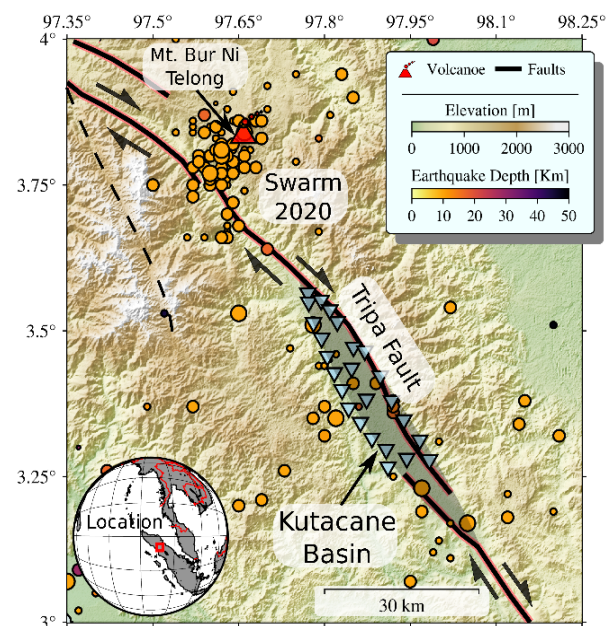 97.35 97.5 97.65 97.8 97.95 98.1 98.25
4°
3.75
3.5
3.25
3°
Mt. Bur Ni
Telong
Volcanoe Faults
Elevation [m]
0 1000 2000 3000
Earthquake Depth [Km]
0 10 20 30 40 50
Swarm
2020
Tripa Fault
Kutacane
Basin
Location
30 km